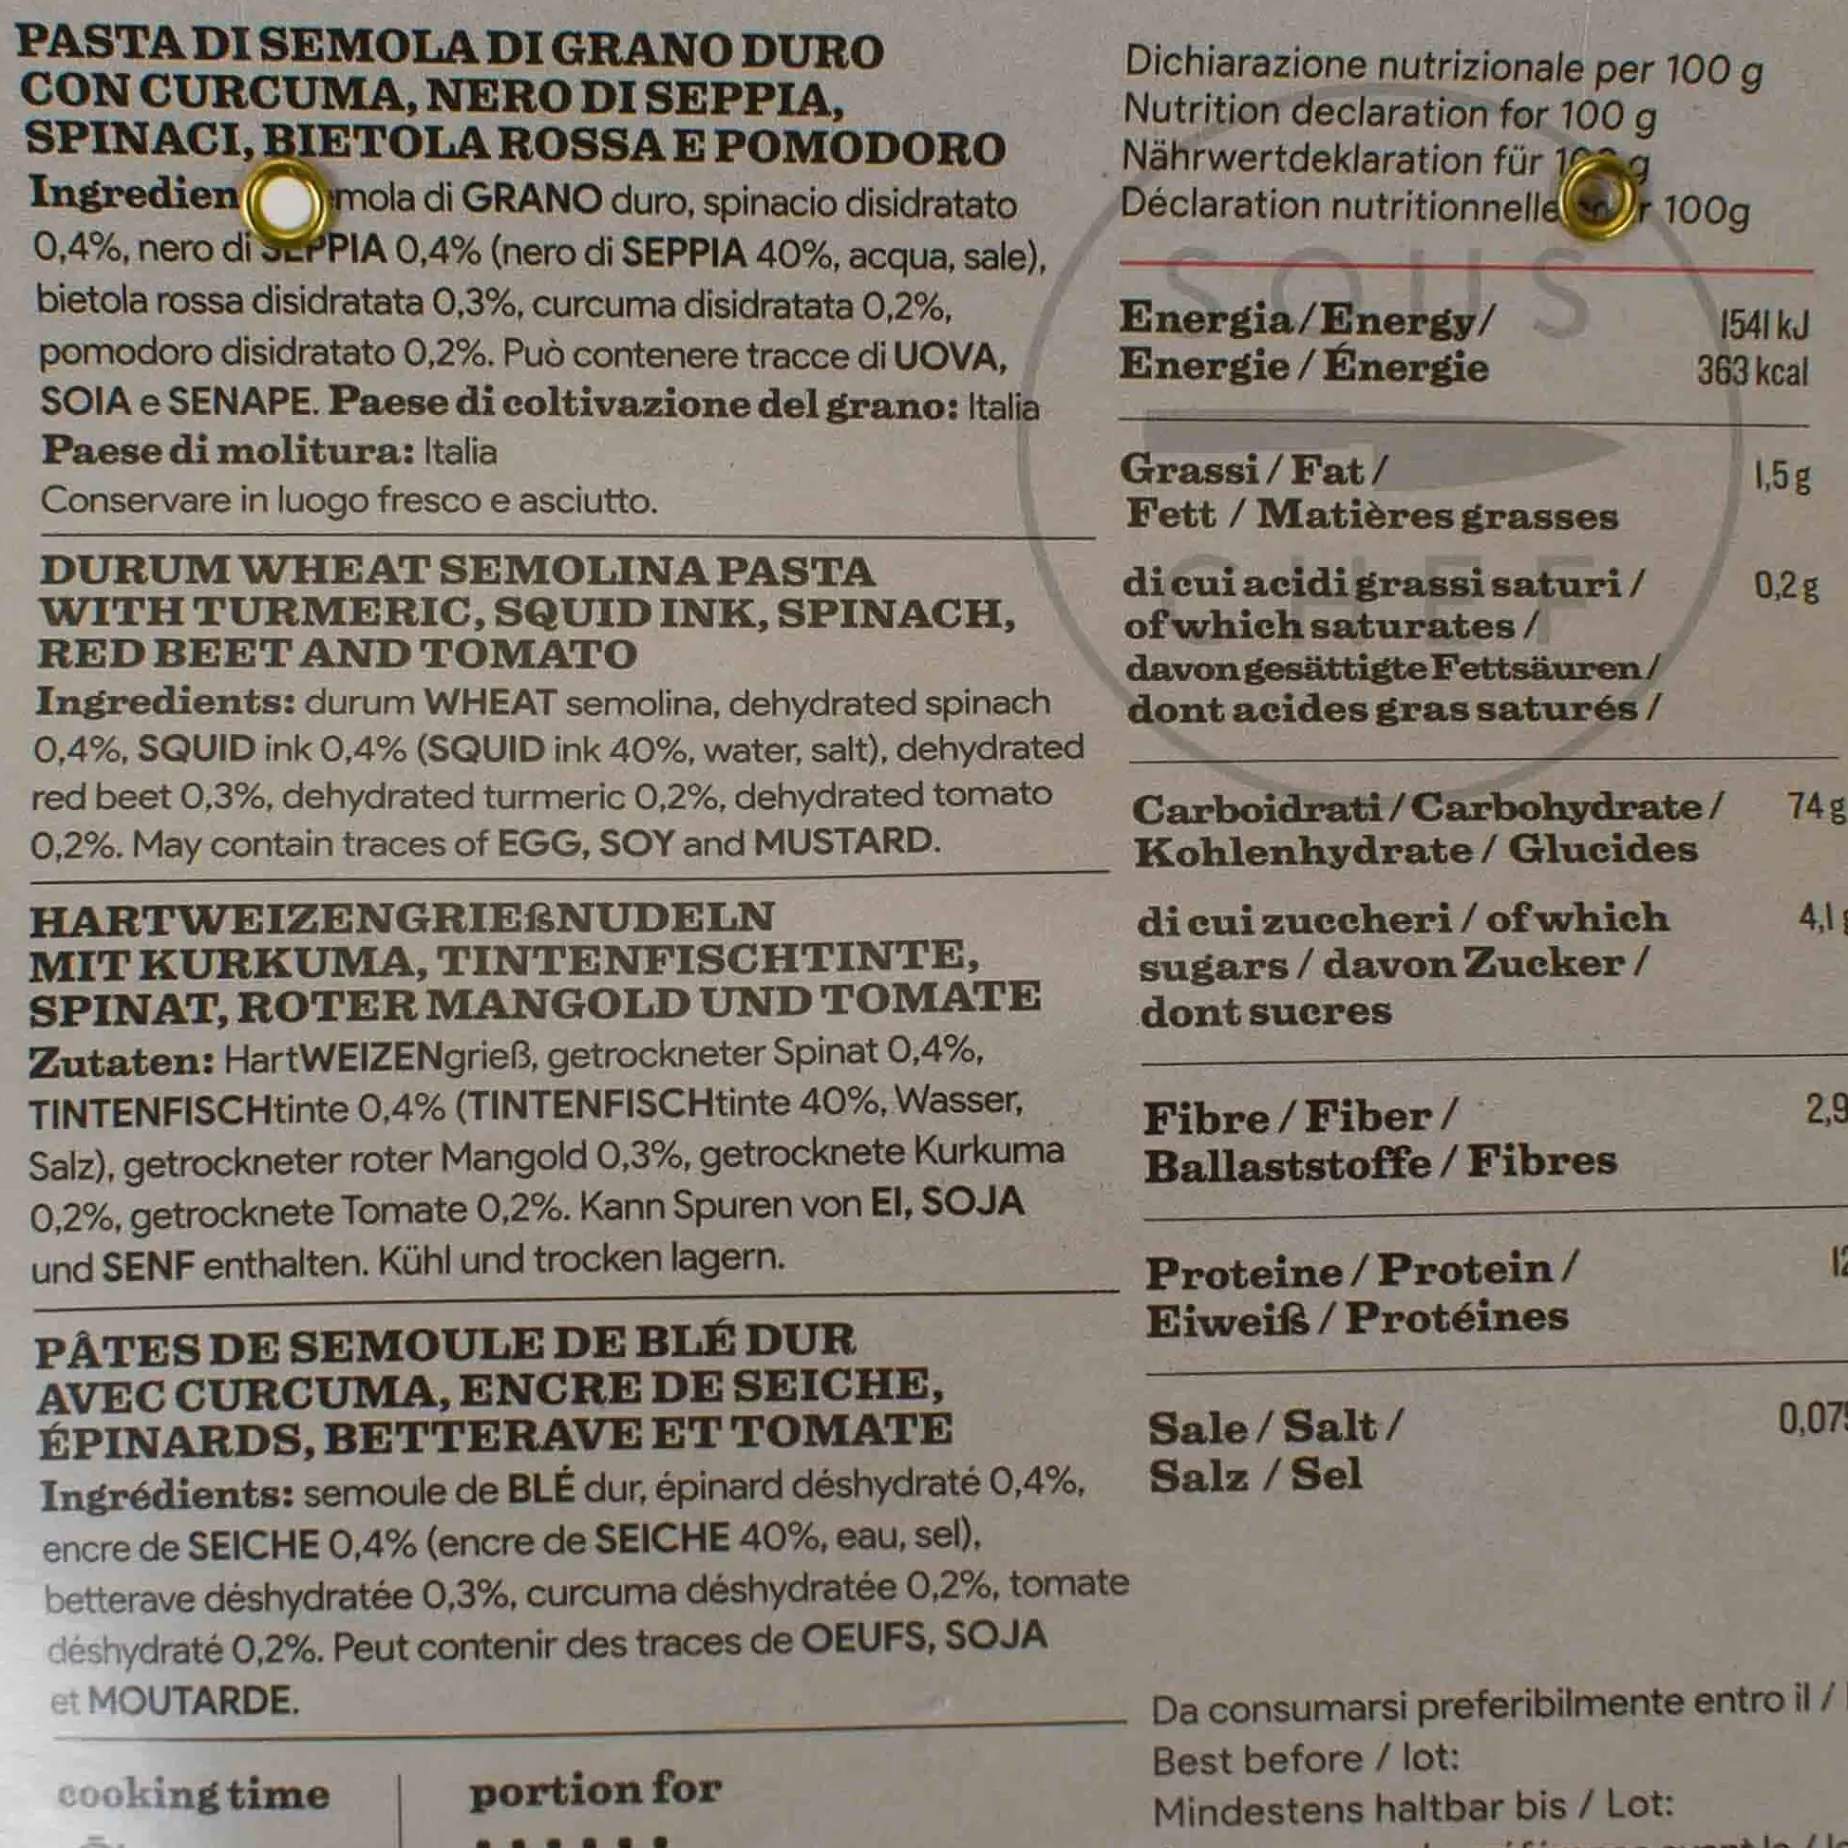 PASTA DI SEMOLA DI GRANO DURO
CON CURCUMA, NERO DI SEPPIA,
SPINACI, BIETOLA ROSSA E POMODORO
di GRANO duro, spinacio disidratato
0,4%, nero di SEPPIA 0,4% (nero di SEPPIA 40%, acqua, sale),
bietola rossa disidratata 0,3%, curcuma disidratata 0,2%,
pomodoro disidratato 0,2%. Può contenere tracce di UOVA,
SOIA e SENAPE. Paese di coltivazione del grano: Italia
Paese di molitura: Italia
Conservare in luogo fresco e asciutto.
DURUM WHEAT SEMOLINA PASTA
WITH TURMERIC, SQUID INK, SPINACH,
RED BEET AND TOMATO
Ingredients: durum WHEAT semolina, dehydrated spinach
0,4%, SQUID ink 0,4% (SQUID ink 40%, water, salt), dehydrated
red beet 0,3%, dehydrated turmeric 0,2%, dehydrated tomato
0,2%. May contain traces of EGG, SOY and MUSTARD.
HARTWEIZENGRIEßNUDELN
MIT KURKUMA, TINTENFISCHTINTE,
SPINAT, ROTER MANGOLD UND TOMATE
Zutaten: HartWEIZENgrieß, getrockneter Spinat 0,4%,
TINTENFISCHtinte 0,4% (TINTENFISCHtinte 40%, Wasser,
Salz), getrockneter roter Mangold 0,3%, getrocknete Kurkuma
0,2%, getrocknete Tomate 0,2%. Kann Spuren von EI, SOJA
und SENF enthalten. Kühl und trocken lagern.
PÂTES DE SEMOULE DE BLÉ DUR
AVEC CURCUMA, ENCRE DE SEICHE,
ÉPINARDS, BETTERAVE ET TOMATE
Ingrédients: semoule de BLÉ dur, épinard déshydraté 0,4%,
encre de SEICHE 0,4% (encre de SEICHE 40%, eau, sel),
betterave déshydratée 0,3%, curcuma déshydratée 0,2%, tomate
déshydraté 0,2%. Peut contenir des traces de OEUFS, SOJA
et MOUTARDE.
cooking time
portion for
Dichiarazione nutrizionale per 100 g
Nutrition declaration for 100 g
Nährwertdeklaration für
Déclaration nutritionnelle 100g
SOUS
CHEF
Energia/Energy/ 1541 kJ
Energie/Énergie 363 kcal
Grassi/Fat/ 1,5 g
Fett / Matières grasses
di cui acidi grassi saturi / 0,2 g
of which saturates /
davon gesättigte Fettsäuren/
dont acides gras saturés /
Carboidrati/Carbohydrate/ 74 g
Kohlenhydrate / Glucides
di cui zuccheri / of which 4,1
sugars / davon Zucker /
dont sucres
Fibre / Fiber / 2,9
Ballaststoffe / Fibres
Proteine / Protein /
Eiweiß / Protéines
Sale / Salt /
Salz / Sel
Da consumarsi preferibilmente entro il /
Best before / lot:
Mindestens haltbar bis / Lot: